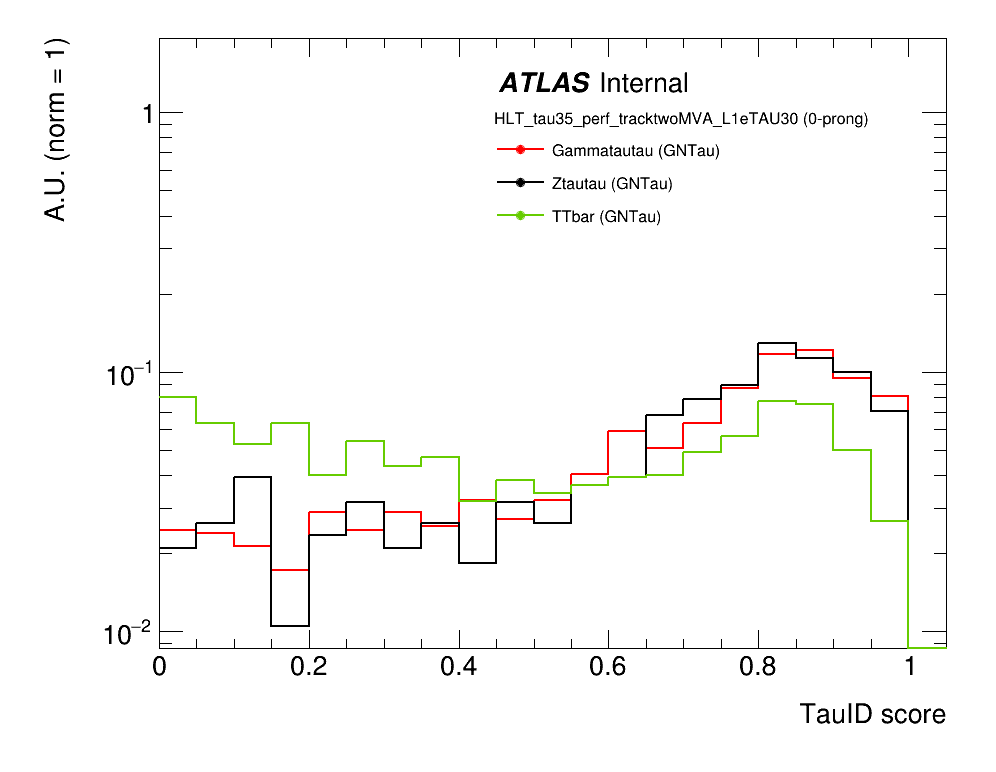 A.U. (norm = 1)
ATLAS Internal
HLT_tau35_perf_tracktwoMVA_L1eTAU30 (0-prong)
Gammatautau (GNTau)
Ztautau (GNTau)
TTbar (GNTau)
1
10⁻¹
10⁻²
0 0.2 0.4 0.6 0.8 1
TauID score